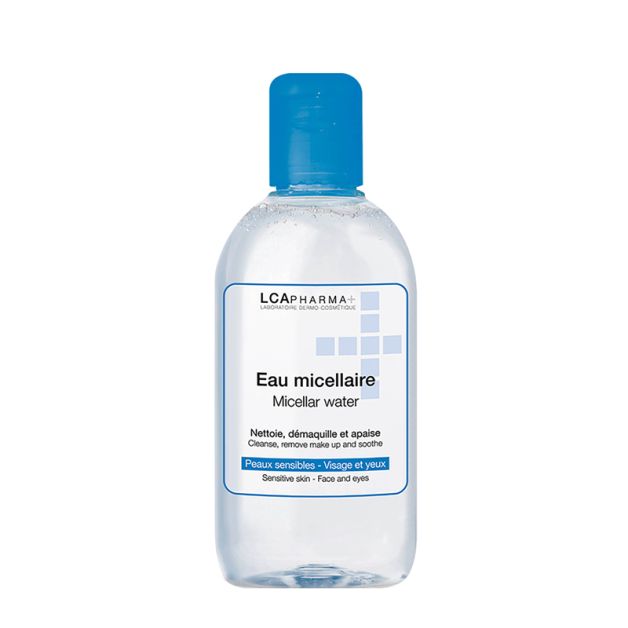 LCAPHARMA+
LABORATOIRE DERMO-COSMÉTIQUE
Eau micellaire
Micellar water
Nettoie, démaquille et apaise
Cleanse, remove make up and soothe
Peaux sensibles - Visage et yeux
Sensitive skin - Face and eyes